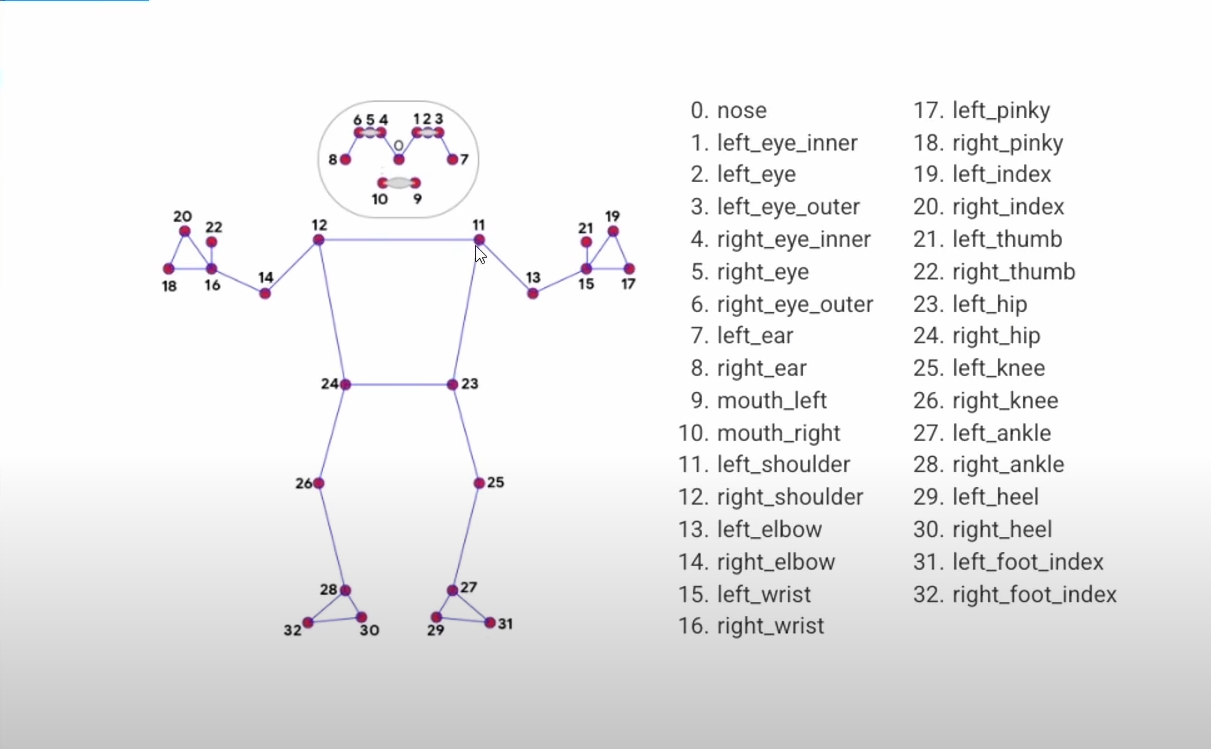 6 5 4 1 2 3
0
8 7
10 9
20 22 12 11 21 19
18 16 14 13 15 17
24 23
26 25
28 27
32 30 29 31
0. nose
1. left_eye_inner
2. left_eye
3. left_eye_outer
4. right_eye_inner
5. right_eye
6. right_eye_outer
7. left_ear
8. right_ear
9. mouth_left
10. mouth_right
11. left_shoulder
12. right_shoulder
13. left_elbow
14. right_elbow
15. left_wrist
16. right_wrist
17. left_pinky
18. right_pinky
19. left_index
20. right_index
21. left_thumb
22. right_thumb
23. left_hip
24. right_hip
25. left_knee
26. right_knee
27. left_ankle
28. right_ankle
29. left_heel
30. right_heel
31. left_foot_index
32. right_foot_index